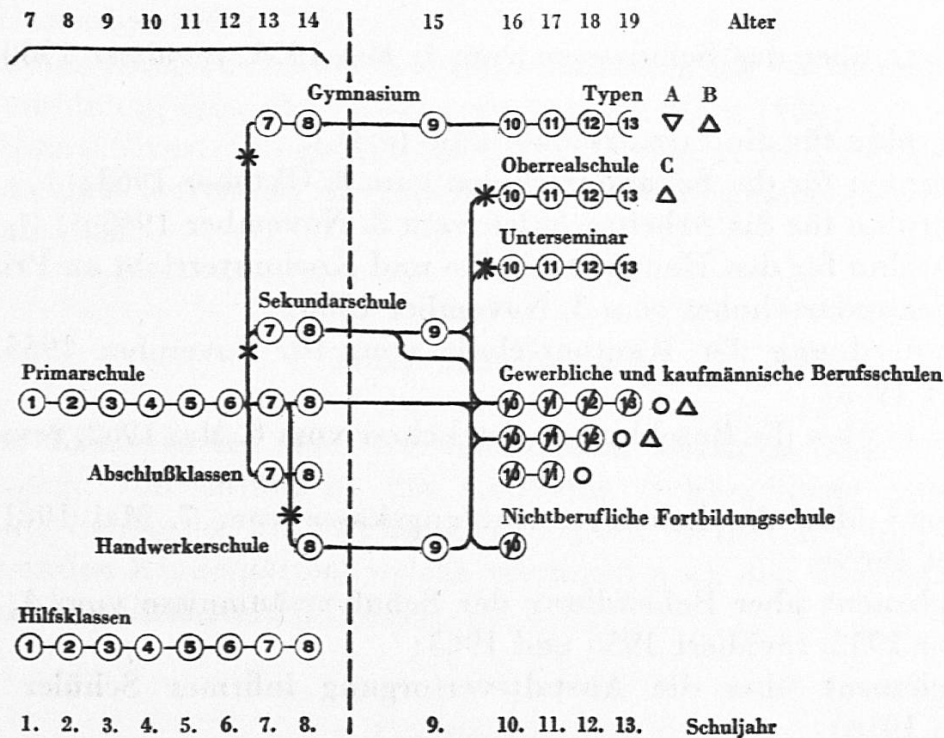 7 8 9 10 11 12 13 14 15 16 17 18 19 Alter
Gymnasium Typen A B
7 8 9 10 11 12 13
Oberrealschule C
10 11 12 13
Unterseminar
10 11 12 13
Sekundarschule
7 8 9
Primarschule Gewerbliche und kaufmännische Berufsschulen
1 2 3 4 5 6 7 8 10 11 12 13
10 11 12
Abschlußklassen 7 8 10 11
Nichtberufliche Fortbildungsschule
Handwerkerschule 8 9 10
Hilfsklassen
1 2 3 4 5 6 7 8
1. 2. 3. 4. 5. 6. 7. 8. 9. 10. 11. 12. 13. Schuljahr